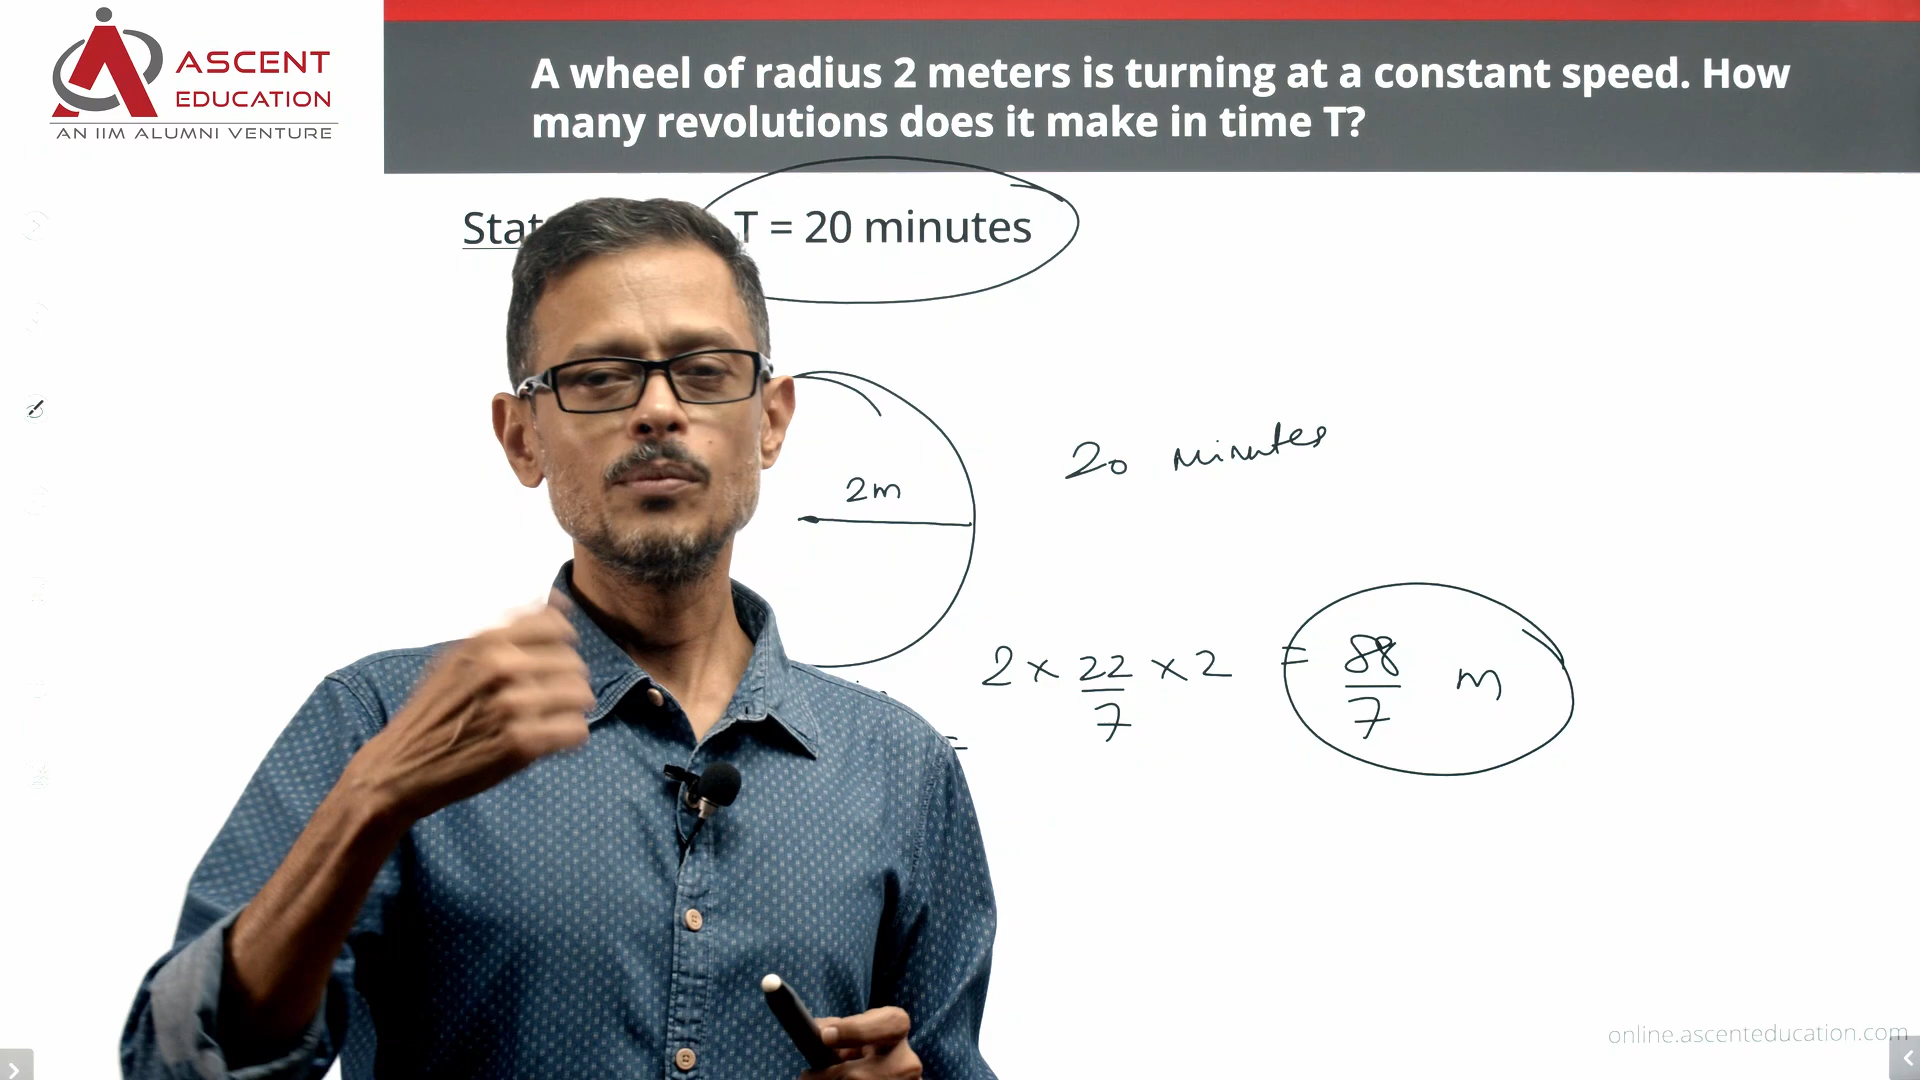 ASCENT
EDUCATION
AN IIM ALUMNI VENTURE
A wheel of radius 2 meters is turning at a constant speed. How
many revolutions does it make in time T?
T = 20 minutes
20 minutes
2m
2 × 22/7 × 2 = 88/7 m
=
online.ascenteducation.com